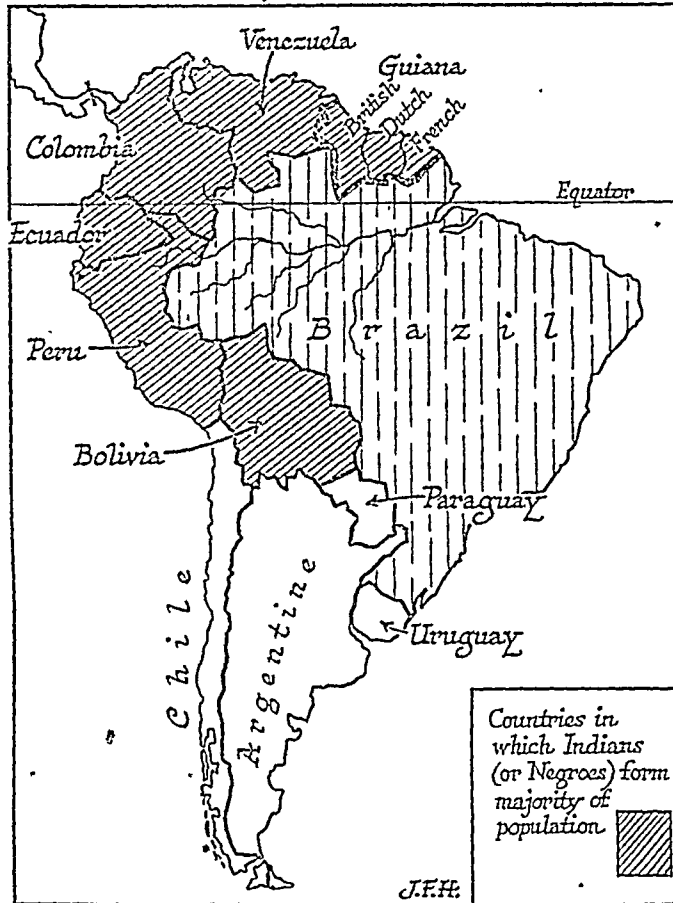 Venezuela
Guiana
British
Dutch
French
Colombia
Equator
Ecuador
Brazil
Peru
Bolivia
Paraguay
Chile
Argentine
Uruguay
Countries in
which Indians
(or Negroes) form
majority of
population
J.F.H.